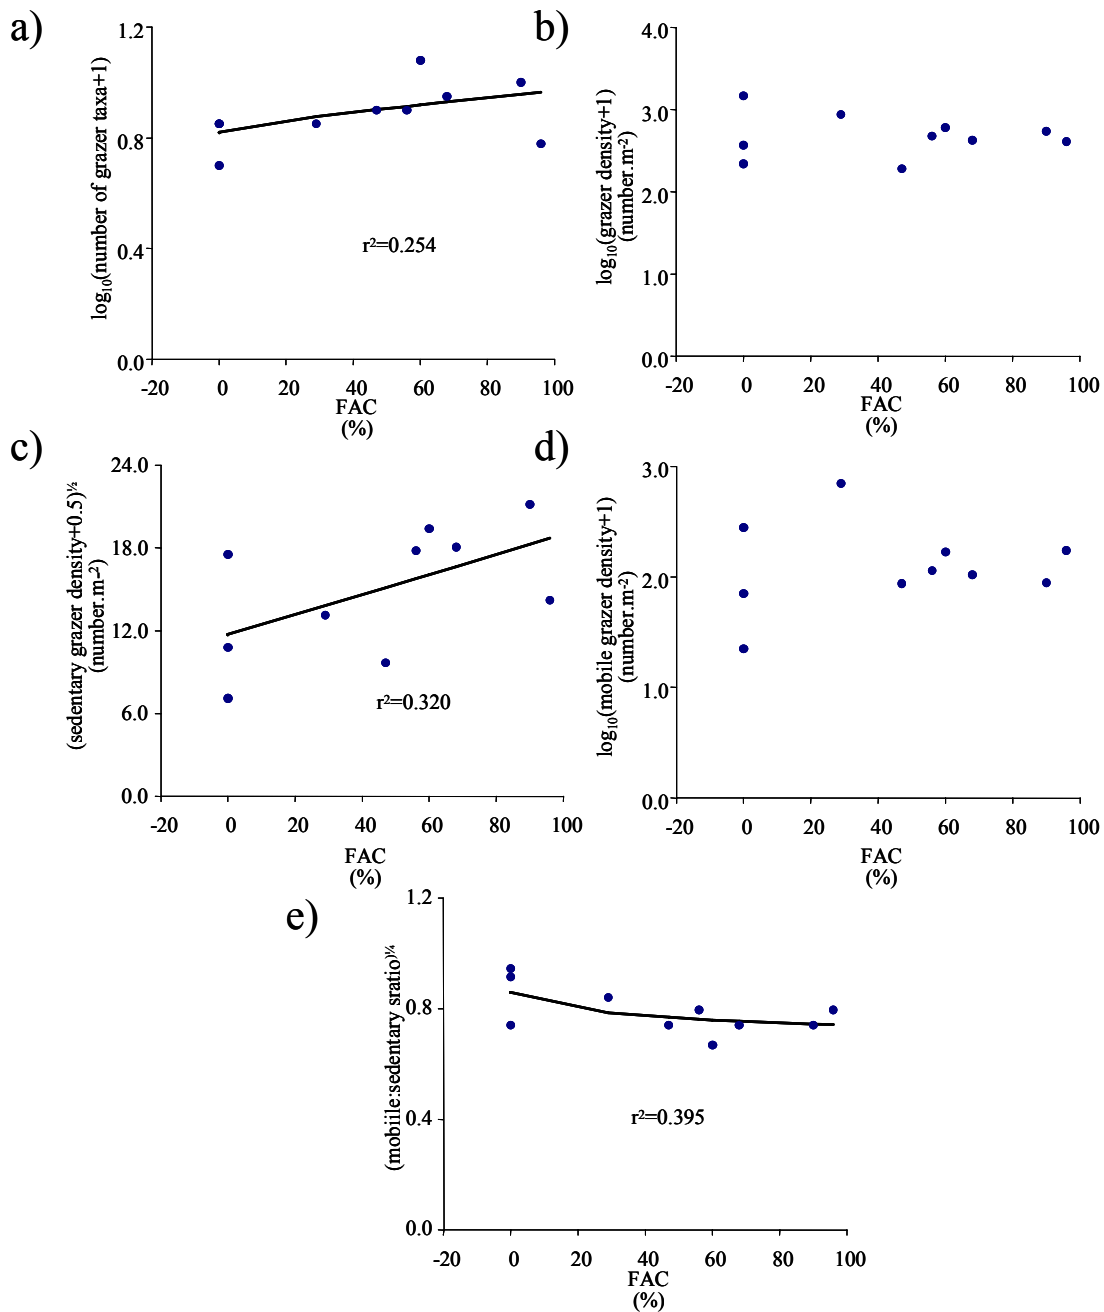 a)
1.2
0.8
0.4
0.0
log₁₀(number of grazer taxa+1)
r²=0.254
-20 0 20 40 60 80 100
FAC
(%)
b)
4.0
3.0
2.0
1.0
0.0
log₁₀(grazer density+1)
(number.m⁻²)
-20 0 20 40 60 80 100
FAC
(%)
c)
24.0
18.0
12.0
6.0
0.0
(sedentary grazer density+0.5)^½
(number.m-²)
r²=0.320
-20 0 20 40 60 80 100
FAC
(%)
d)
3.0
2.0
1.0
0.0
log₁₀(mobile grazer density+1)
(number.m⁻²)
-20 0 20 40 60 80 100
FAC
(%)
e)
1.2
0.8
0.4
0.0
(mobiile:sedentary sratio)^¼
r²=0.395
-20 0 20 40 60 80 100
FAC
(%)